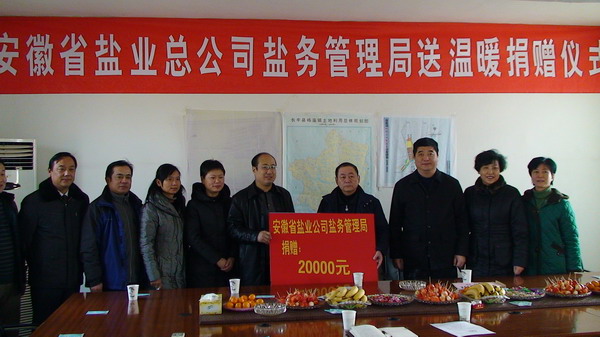 安徽省盐业总公司盐务管理局送温暖捐赠仪式
安徽省盐业公司盐务管理局
捐赠：
20000元